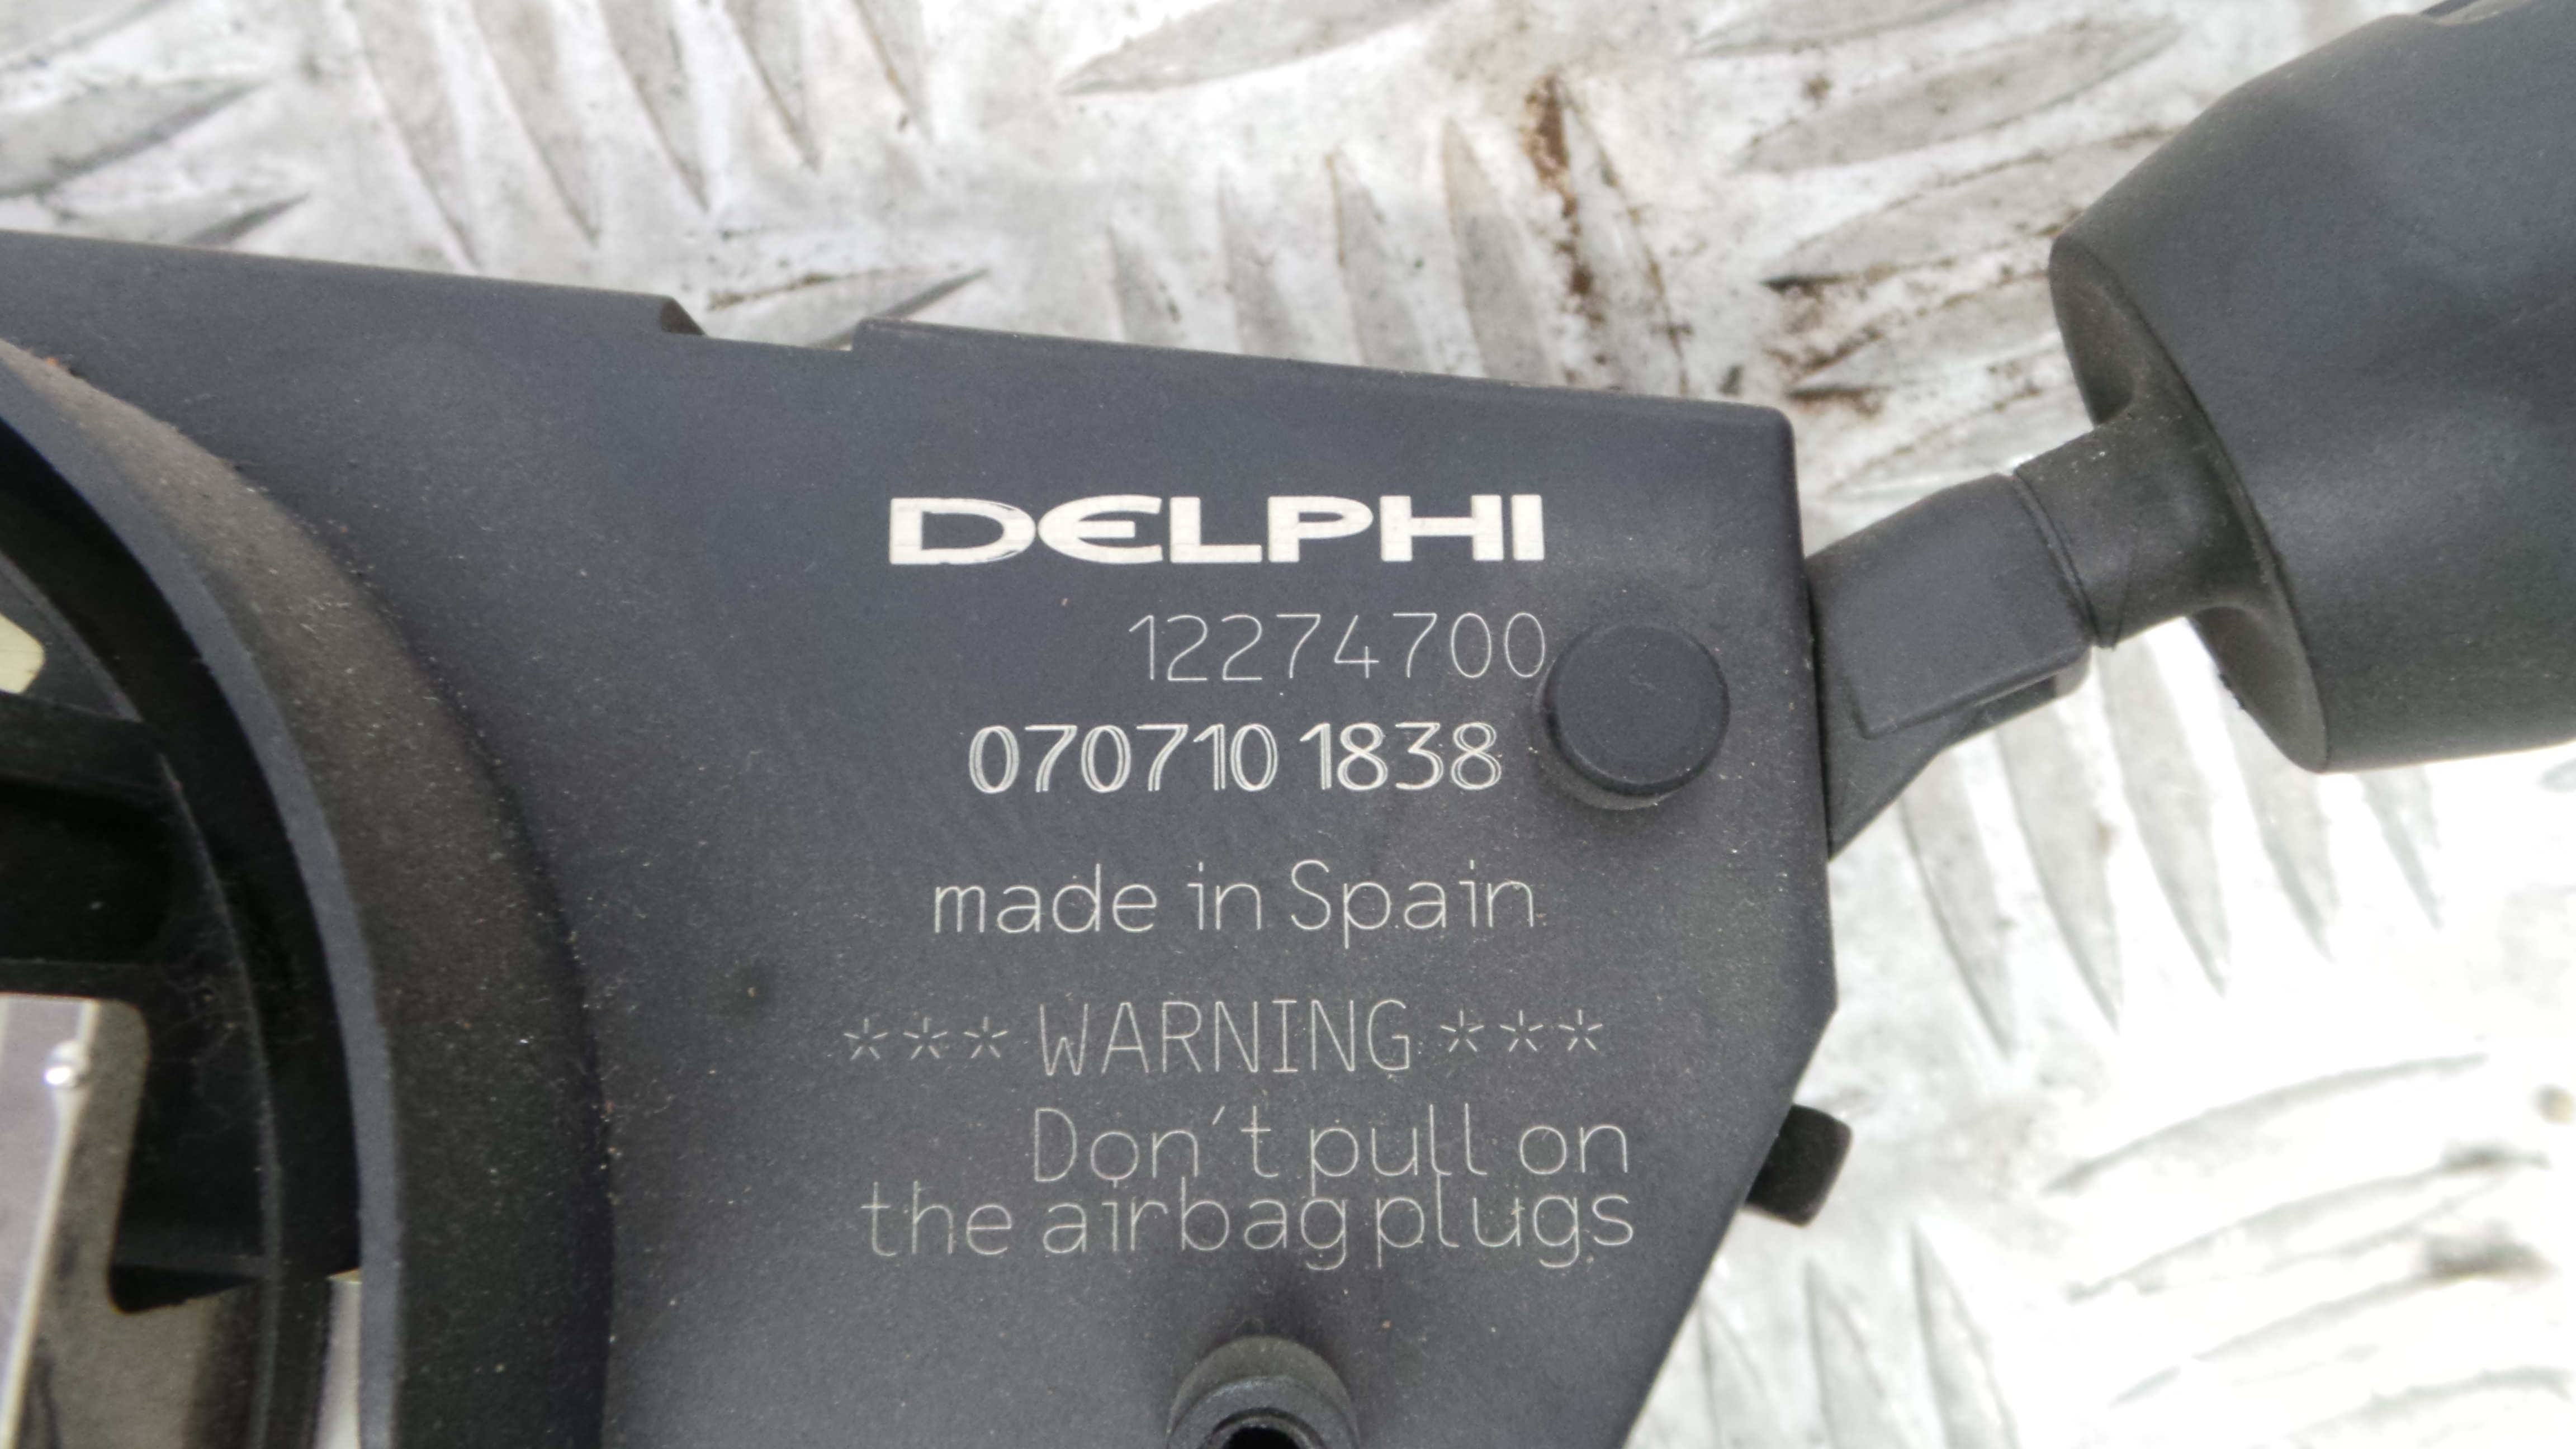 DELPHI
12274700
070710 1838
made in Spain
*** WARNING ***
Don't pull on
the airbag plugs